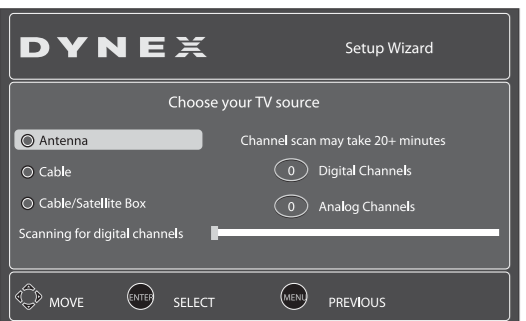 DYNEX
Setup Wizard
Choose your TV source
Antenna
Channel scan may take 20+ minutes
Cable
0 Digital Channels
Cable/Satellite Box
0 Analog Channels
Scanning for digital channels
MOVE ENTER SELECT MENU PREVIOUS